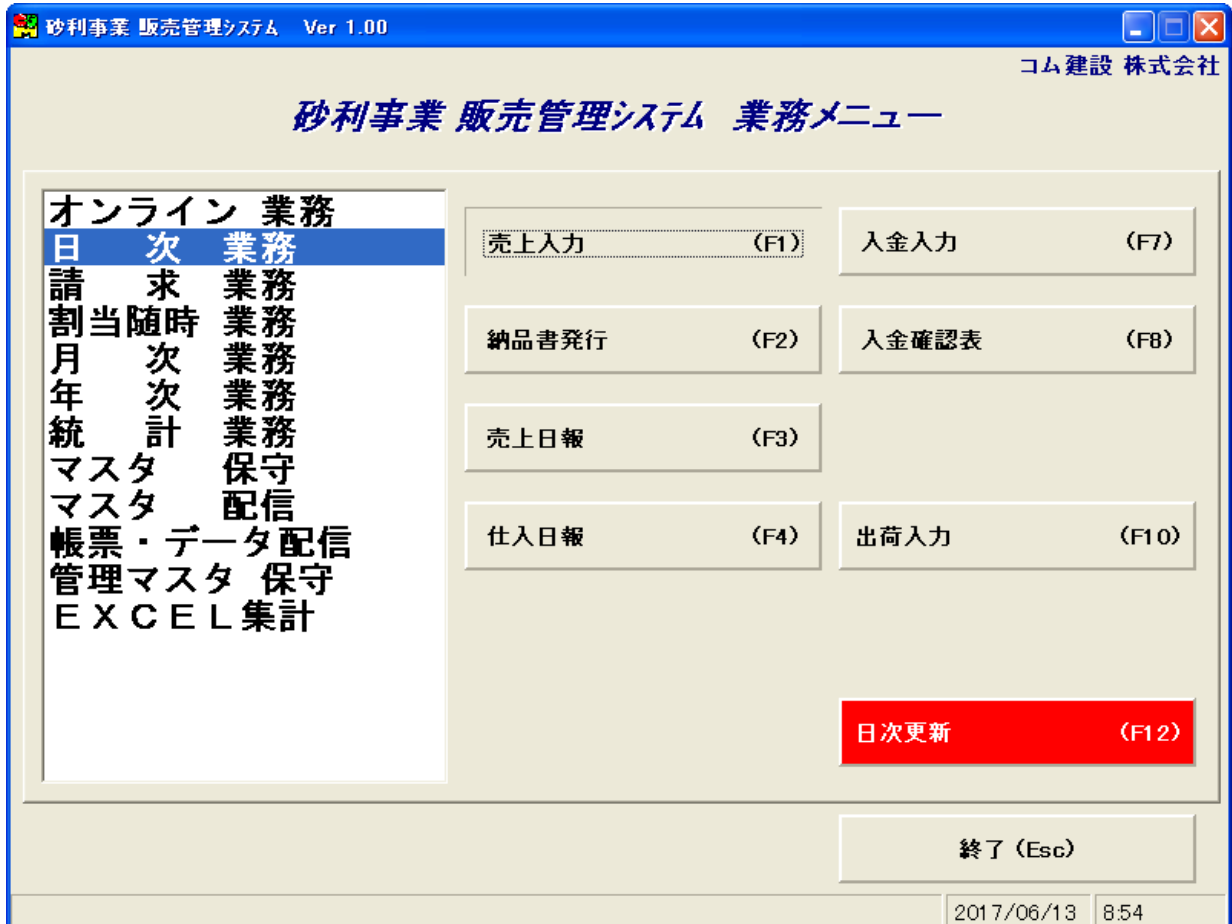 砂利事業 販売管理ｼｽﾃﾑ Ver 1.00
コム建設 株式会社
砂利事業 販売管理ｼｽﾃﾑ 業務メニュー
オンライン 業務
日 次 業務
請 求 業務
割当随時 業務
月 次 業務
年 次 業務
統 計 業務
マスタ 保守
マスタ 配信
帳票・データ配信
管理マスタ 保守
ＥＸＣＥＬ集計
売上入力 (F1)
納品書発行 (F2)
売上日報 (F3)
仕入日報 (F4)
入金入力 (F7)
入金確認表 (F8)
出荷入力 (F10)
日次更新 (F12)
終了 (Esc)
2017/06/13 8:54